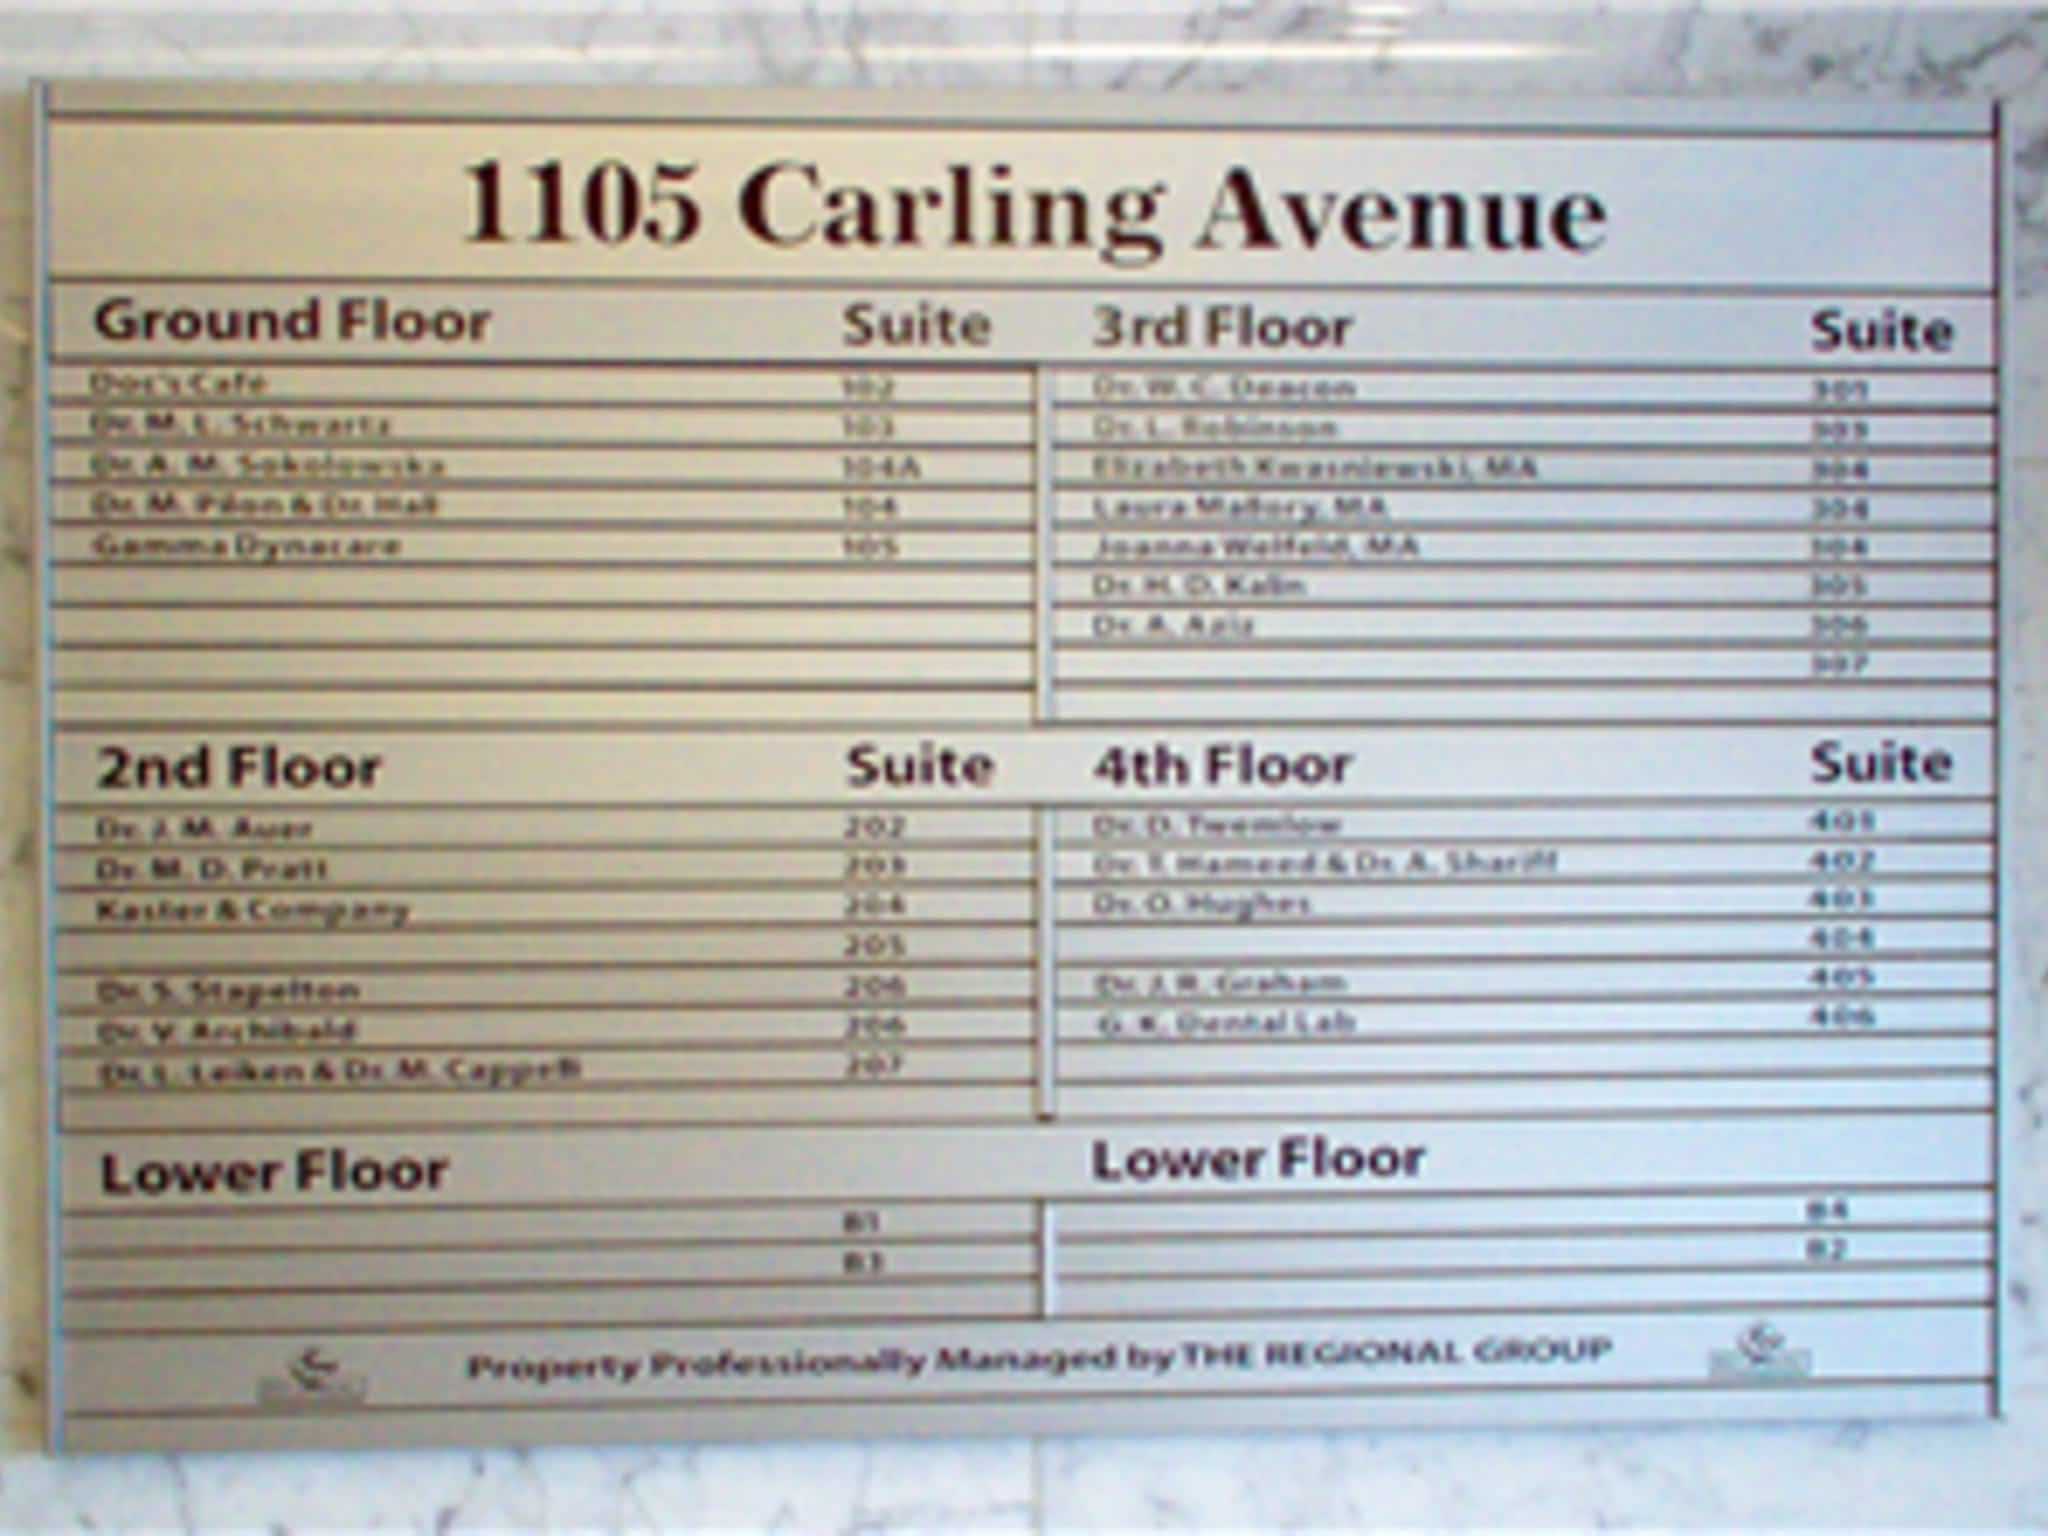 1105 Carling Avenue
Ground Floor Suite
Doc's Café 102
Dr. M. L. Schwartz 103
Dr. A. M. Sokolowska 104A
Dr. M. Pilon & Dr. Hall 104
Gamma Dynacare 105
2nd Floor Suite
Dr. J. M. Auer 202
Dr. M. D. Pratt 203
Kaster & Company 204
205
Dr. S. Stapelton 206
Dr. V. Archibald 206
Dr. L. Leiken & Dr. M. Cappelli 207
Lower Floor
B1
B3
3rd Floor Suite
Dr. W. C. Deacon 301
Dr. L. Robinson 303
Elizabeth Kwasniewski, MA 304
Laura Mallory, MA 304
Joanna Welfeld, MA 304
Dr. H. D. Kalin 305
Dr. A. Aziz 306
307
4th Floor Suite
Dr. D. Twemlow 401
Dr. T. Hameed & Dr. A. Shariff 402
Dr. O. Hughes 403
404
Dr. J. R. Graham 405
G. K. Dental Lab 406
Lower Floor
B4
B2
Property Professionally Managed by THE REGIONAL GROUP